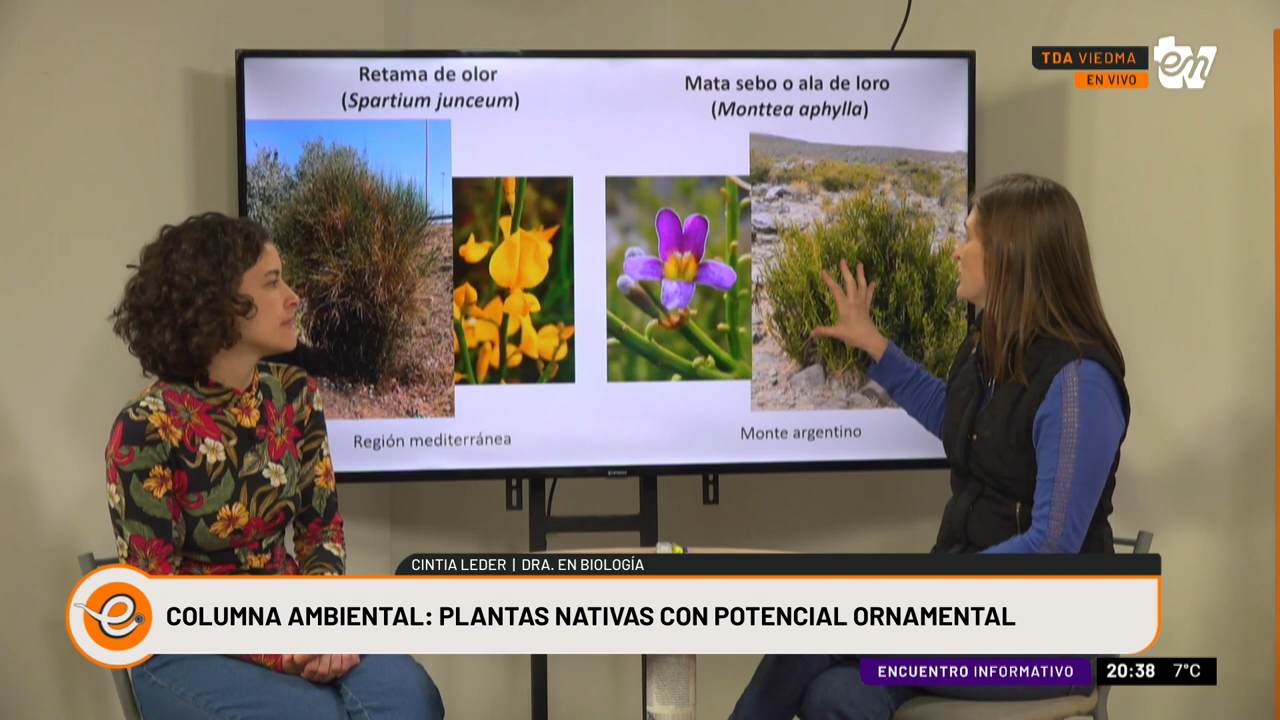 TDA VIEDMA
EN VIVO
en
Retama de olor
(Spartium junceum)
Mata sebo o ala de loro
(Monttea aphylla)
Región mediterránea
Monte argentino
CINTIA LEDER | DRA. EN BIOLOGÍA
COLUMNA AMBIENTAL: PLANTAS NATIVAS CON POTENCIAL ORNAMENTAL
ENCUENTRO INFORMATIVO
20:38 7°C